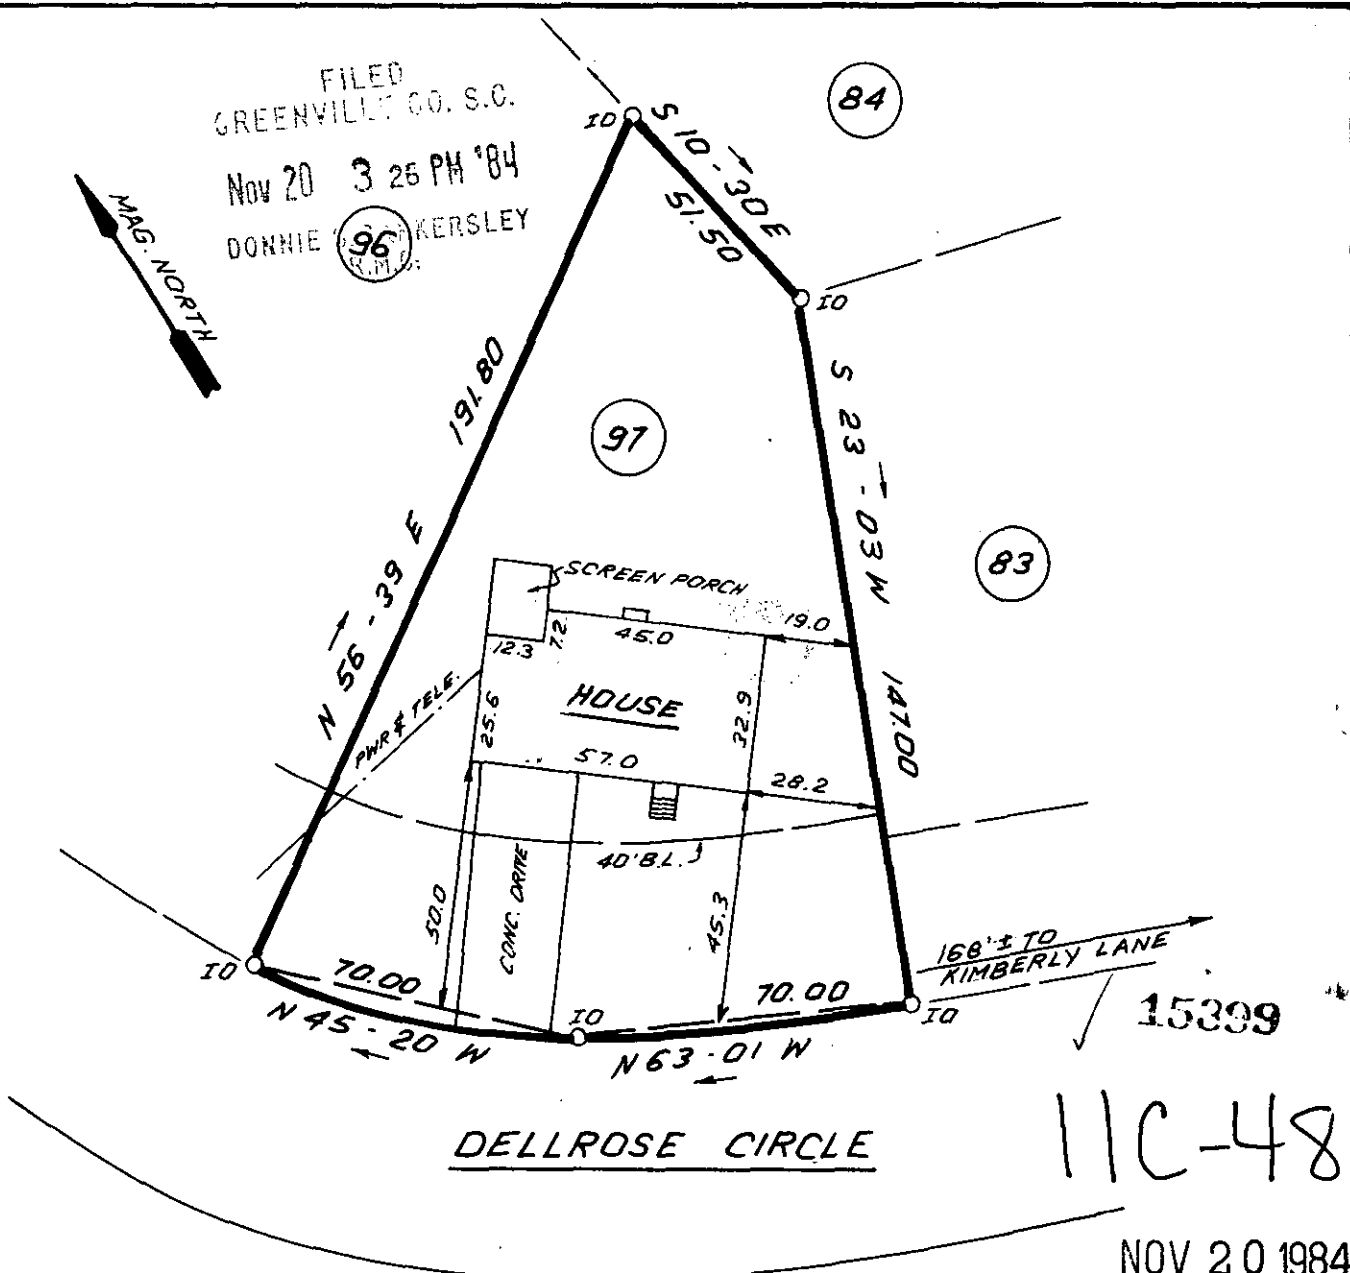 FILED
GREENVILLE CO. S.C.
Nov 20 3 26 PM '84
DONNIE KERSLEY
R.M.C.
96
84
MAG. NORTH
IO
S 10 - 30 E
51.50
IO
191.80
N 56 - 39 E
97
S 23 - 03 W
147.00
83
SCREEN PORCH
12.3
7.2
45.0
19.0
HOUSE
25.6
32.9
PWR & TELE.
57.0
28.2
40' B.L.
50.0
CONC. DRIVE
45.3
168' ± TO
KIMBERLY LANE
IO
70.00
IO
70.00
IO
N 45 - 20 W
N 63 - 01 W
15399
DELLROSE CIRCLE
11C-48
NOV 20 1984